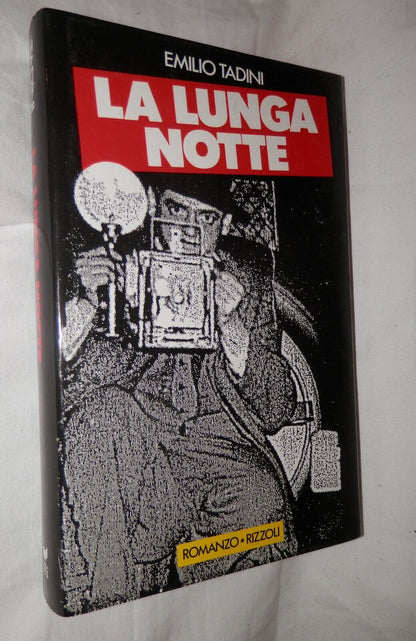 EMILIO TADINI
LA LUNGA
NOTTE
ROMANZO • RIZZOLI